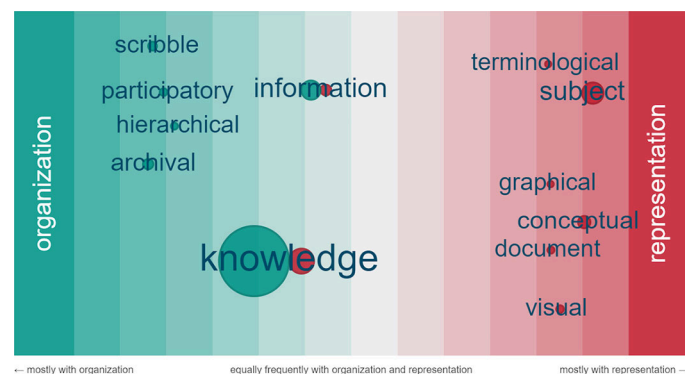 organization
scribble
participatory
hierarchical
archival
information
knowledge
terminological
subject
graphical
conceptual
document
visual
representation
← mostly with organization
equally frequently with organization and representation
mostly with representation –